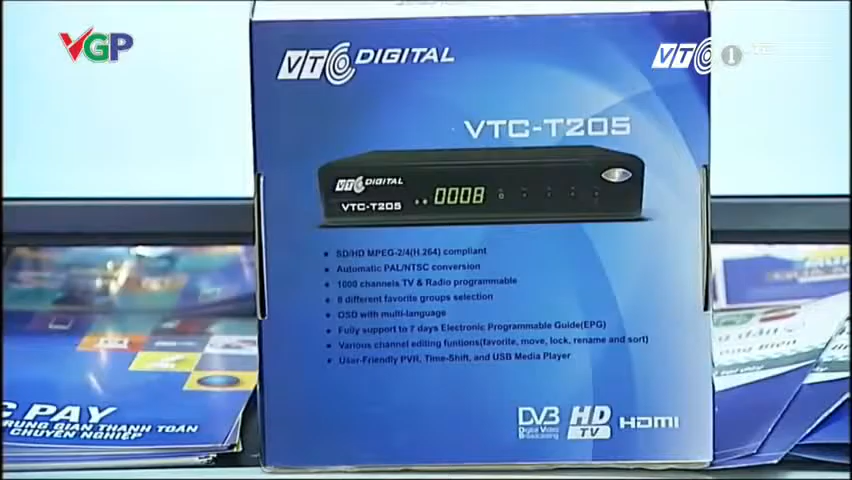 VGP
VTC DIGITAL
VTC 1
VTC-T205
VTC DIGITAL
0008
VTC-T205
SD/HD MPEG-2/4(H.264) compliant
Automatic PAL/NTSC conversion
1000 channels TV & Radio programmable
8 different favorite groups selection
OSD with multi-language
Fully support to 7 days Electronic Programmable Guide(EPG)
Various channel editing funtions(favorite, move, lock, rename and sort)
User-Friendly PVR, Time-Shift, and USB Media Player
DVB
Digital Video
Broadcasting
HD
TV
HDMI
C PAY
TRUNG GIAN THANH TOÁN
CHUYÊN NGHIỆP